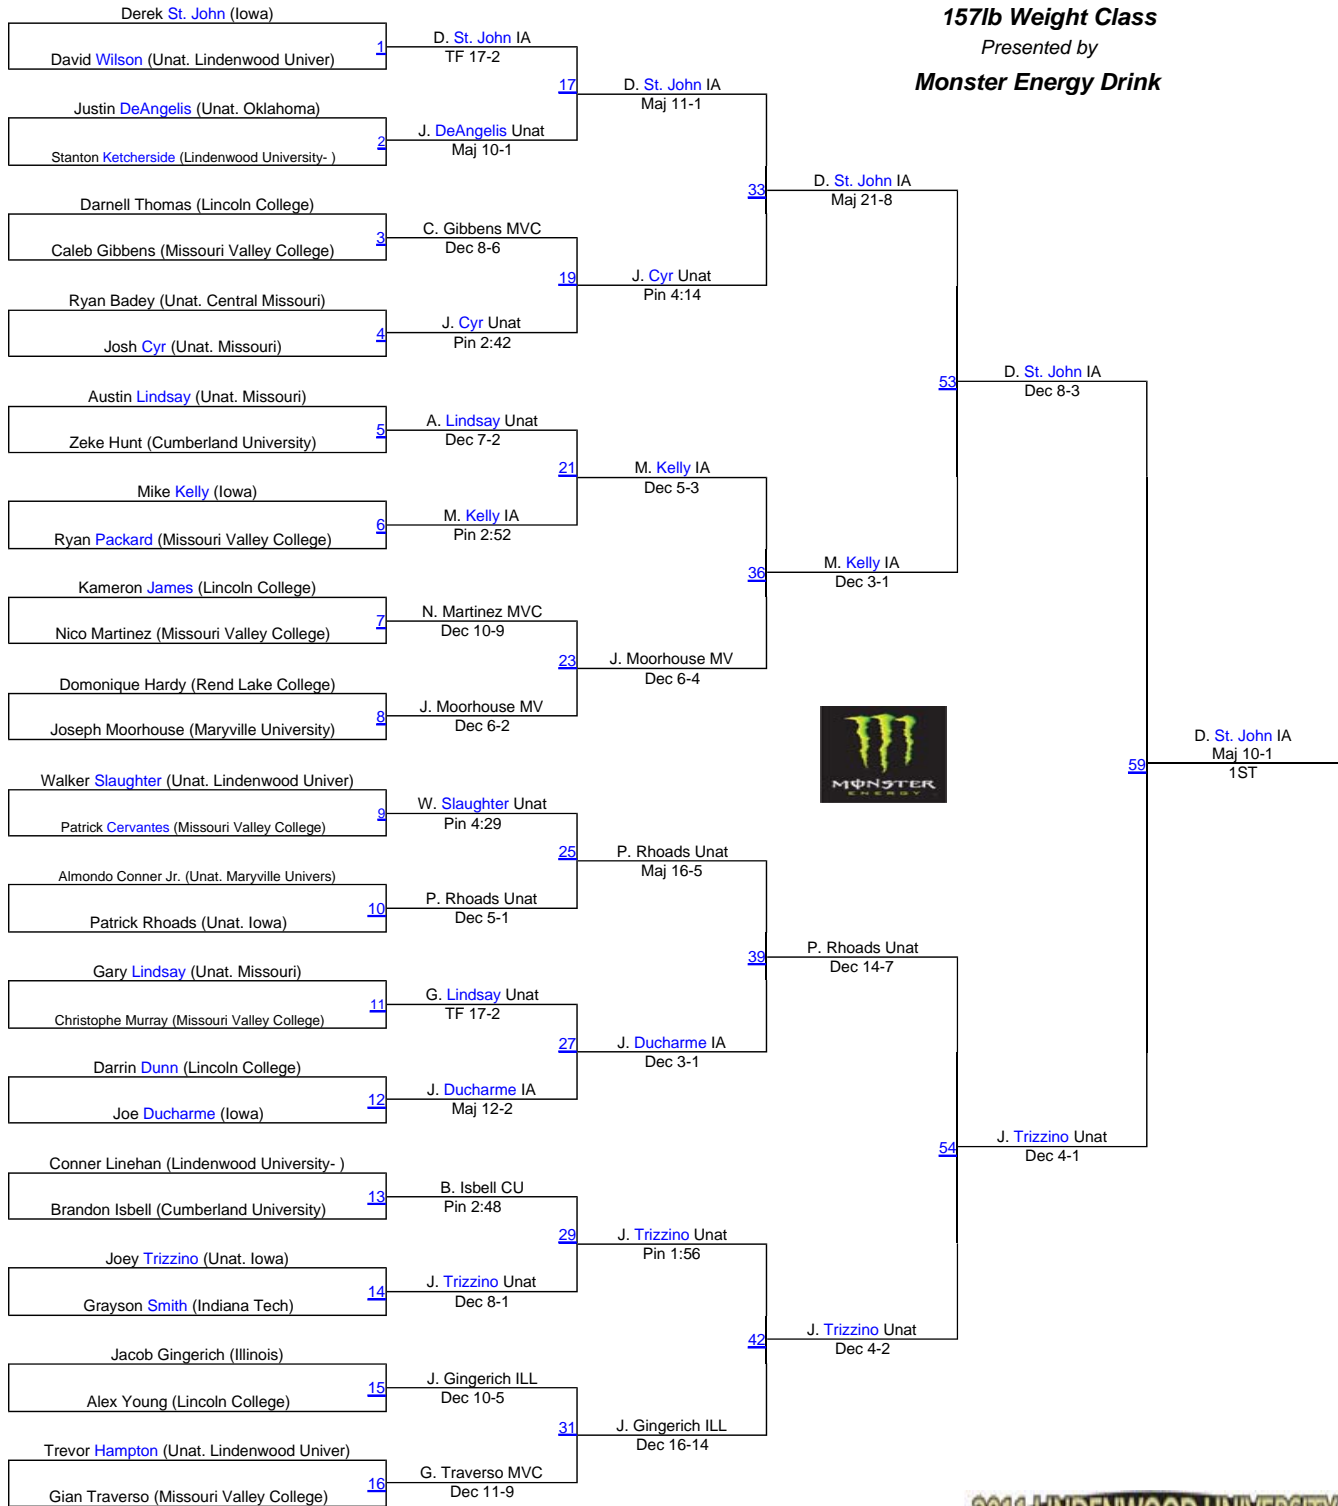 157lb Weight Class
Presented by
Monster Energy Drink
Derek St. John (Iowa)
1
David Wilson (Unat. Lindenwood Univer)
D. St. John IA
TF 17-2
17
Justin DeAngelis (Unat. Oklahoma)
2
Stanton Ketcherside (Lindenwood University- )
J. DeAngelis Unat
Maj 10-1
D. St. John IA
Maj 11-1
33
Darnell Thomas (Lincoln College)
3
Caleb Gibbens (Missouri Valley College)
C. Gibbens MVC
Dec 8-6
19
Ryan Badey (Unat. Central Missouri)
4
Josh Cyr (Unat. Missouri)
J. Cyr Unat
Pin 2:42
J. Cyr Unat
Pin 4:14
D. St. John IA
Maj 21-8
53
Austin Lindsay (Unat. Missouri)
5
Zeke Hunt (Cumberland University)
A. Lindsay Unat
Dec 7-2
21
Mike Kelly (Iowa)
6
Ryan Packard (Missouri Valley College)
M. Kelly IA
Pin 2:52
M. Kelly IA
Dec 5-3
36
Kameron James (Lincoln College)
7
Nico Martinez (Missouri Valley College)
N. Martinez MVC
Dec 10-9
23
Domonique Hardy (Rend Lake College)
8
Joseph Moorhouse (Maryville University)
J. Moorhouse MV
Dec 6-2
J. Moorhouse MV
Dec 6-4
M. Kelly IA
Dec 3-1
D. St. John IA
Dec 8-3
59
MONSTER
ENERGY
D. St. John IA
Maj 10-1
1ST
Walker Slaughter (Unat. Lindenwood Univer)
9
Patrick Cervantes (Missouri Valley College)
W. Slaughter Unat
Pin 4:29
25
Almondo Conner Jr. (Unat. Maryville Univers)
10
Patrick Rhoads (Unat. Iowa)
P. Rhoads Unat
Dec 5-1
P. Rhoads Unat
Maj 16-5
39
Gary Lindsay (Unat. Missouri)
11
Christophe Murray (Missouri Valley College)
G. Lindsay Unat
TF 17-2
27
Darrin Dunn (Lincoln College)
12
Joe Ducharme (Iowa)
J. Ducharme IA
Maj 12-2
J. Ducharme IA
Dec 3-1
P. Rhoads Unat
Dec 14-7
54
Conner Linehan (Lindenwood University- )
13
Brandon Isbell (Cumberland University)
B. Isbell CU
Pin 2:48
29
Joey Trizzino (Unat. Iowa)
14
Grayson Smith (Indiana Tech)
J. Trizzino Unat
Dec 8-1
J. Trizzino Unat
Pin 1:56
42
Jacob Gingerich (Illinois)
15
Alex Young (Lincoln College)
J. Gingerich ILL
Dec 10-5
31
Trevor Hampton (Unat. Lindenwood Univer)
16
Gian Traverso (Missouri Valley College)
G. Traverso MVC
Dec 11-9
J. Gingerich ILL
Dec 16-14
J. Trizzino Unat
Dec 4-2
J. Trizzino Unat
Dec 4-1
2011 LINDENWOOD UNIVERSITY